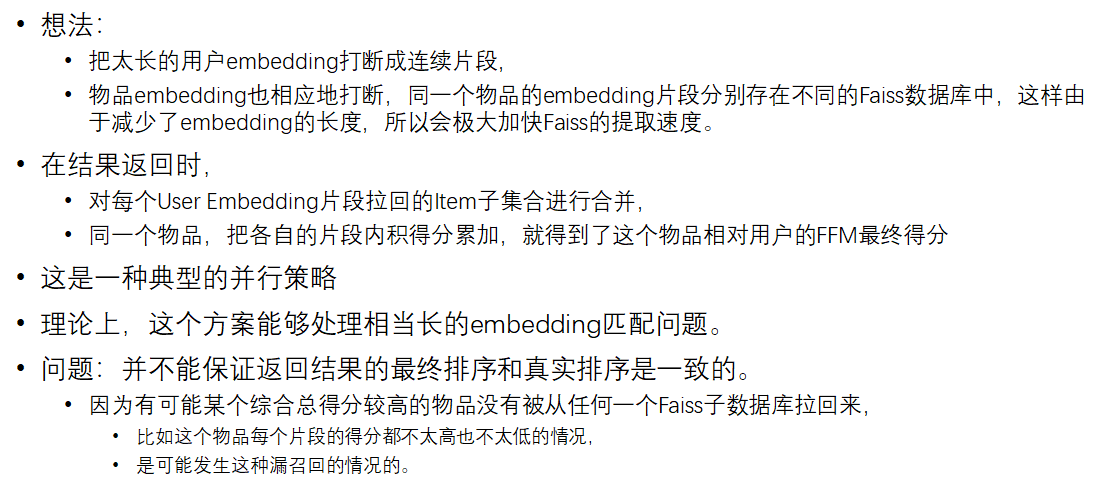 • 想法：
• 把太长的用户embedding打断成连续片段，
• 物品embedding也相应地打断，同一个物品的embedding片段分别存在不同的Faiss数据库中，这样由
于减少了embedding的长度，所以会极大加快Faiss的提取速度。
• 在结果返回时，
• 对每个User Embedding片段拉回的Item子集合进行合并，
• 同一个物品，把各自的片段内积得分累加，就得到了这个物品相对用户的FFM最终得分
• 这是一种典型的并行策略
• 理论上，这个方案能够处理相当长的embedding匹配问题。
• 问题：并不能保证返回结果的最终排序和真实排序是一致的。
• 因为有可能某个综合总得分较高的物品没有被从任何一个Faiss子数据库拉回来，
• 比如这个物品每个片段的得分都不太高也不太低的情况，
• 是可能发生这种漏召回的情况的。